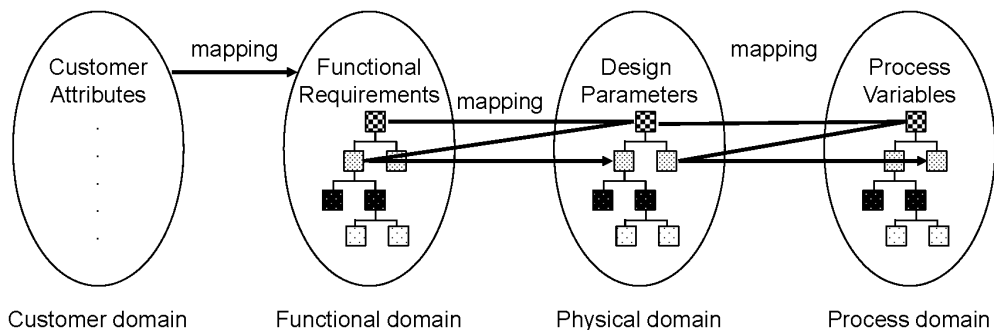 Customer
Attributes
mapping
Functional
Requirements
mapping
Design
Parameters
mapping
Process
Variables
Customer domain
Functional domain
Physical domain
Process domain